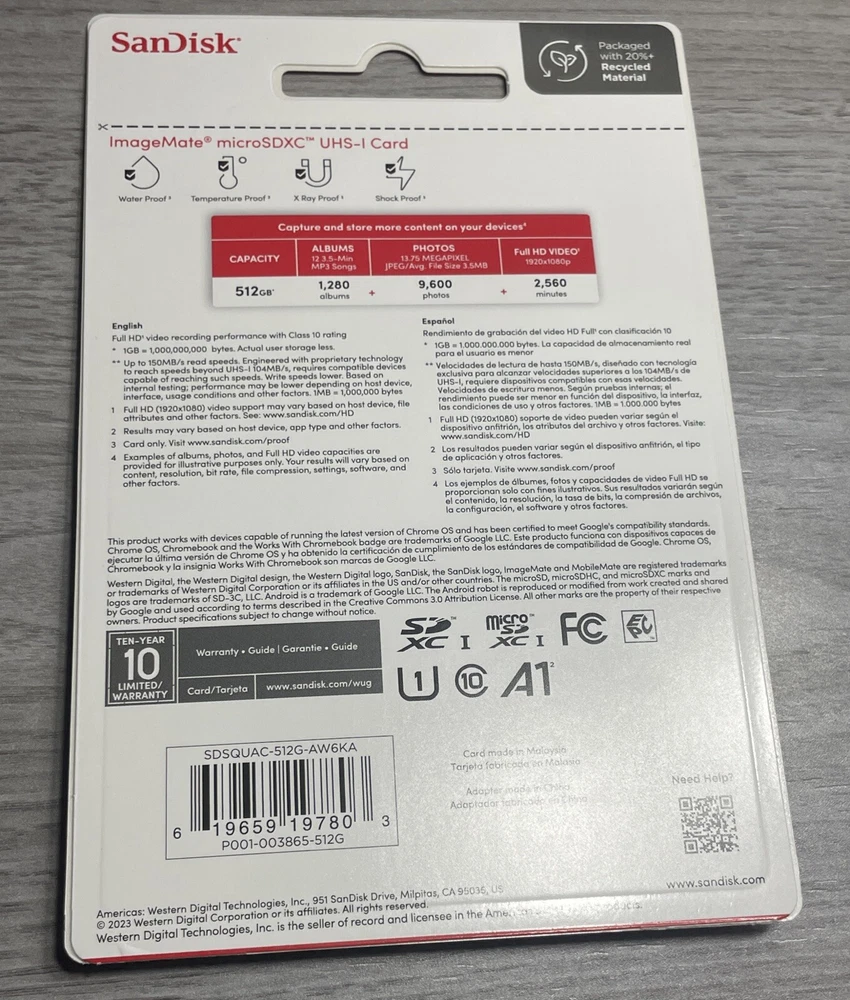 SanDisk®
Packaged
with 20%+
Recycled
Material
ImageMate® microSDXC™ UHS-I Card
Water Proof³
Temperature Proof³
X Ray Proof³
Shock Proof³
Capture and store more content on your devices⁴
CAPACITY
ALBUMS
12 3.5-Min
MP3 Songs
PHOTOS
13.75 MEGAPIXEL
JPEG/Avg. File Size 3.5MB
Full HD VIDEO¹
1920x1080p
512GB*
1,280
albums
+
9,600
photos
+
2,560
minutes
English
Full HD¹ video recording performance with Class 10 rating
* 1GB = 1,000,000,000 bytes. Actual user storage less.
** Up to 150MB/s read speeds. Engineered with proprietary technology
to reach speeds beyond UHS-I 104MB/s, requires compatible devices
capable of reaching such speeds. Write speeds lower. Based on
internal testing; performance may be lower depending on host device,
interface, usage conditions and other factors. 1MB = 1,000,000 bytes
1 Full HD (1920x1080) video support may vary based on host device, file
attributes and other factors. See: www.sandisk.com/HD
2 Results may vary based on host device, app type and other factors.
3 Card only. Visit www.sandisk.com/proof
4 Examples of albums, photos, and Full HD video capacities are
provided for illustrative purposes only. Your results will vary based on
content, resolution, bit rate, file compression, settings, software, and
other factors.
Español
Rendimiento de grabación del video HD Full¹ con clasificación 10
* 1GB = 1.000.000.000 bytes. La capacidad de almacenamiento real
para el usuario es menor
** Velocidades de lectura de hasta 150MB/s, diseñado con tecnología
exclusiva para alcanzar velocidades superiores a los 104MB/s de
UHS-I, requiere dispositivos compatibles con esas velocidades.
Velocidades de escritura menos. Según pruebas internas; el
rendimiento puede ser menor en función del dispositivo, la interfaz,
las condiciones de uso y otros factores. 1MB = 1.000.000 bytes
1 Full HD (1920x1080) soporte de video pueden variar según el
dispositivo anfitrión, los atributos del archivo y otros factores. Visite:
www.sandisk.com/HD
2 Los resultados pueden variar según el dispositivo anfitrión, el tipo
de aplicación y otros factores.
3 Sólo tarjeta. Visite www.sandisk.com/proof
4 Los ejemplos de álbumes, fotos y capacidades de video Full HD se
proporcionan solo con fines ilustrativos. Sus resultados variarán según
el contenido, la resolución, la tasa de bits, la compresión de archivos,
la configuración, el software y otros factores.
This product works with devices capable of running the latest version of Chrome OS and has been certified to meet Google's compatibility standards.
Chrome OS, Chromebook and the Works With Chromebook badge are trademarks of Google LLC. Este producto funciona con dispositivos capaces de
ejecutar la última versión de Chrome OS y ha obtenido la certificación de cumplimiento de los estándares de compatibilidad de Google. Chrome OS,
Chromebook y la insignia Works With Chromebook son marcas de Google LLC.
Western Digital, the Western Digital design, the Western Digital logo, SanDisk, the SanDisk logo, ImageMate and MobileMate are registered trademarks
or trademarks of Western Digital Corporation or its affiliates in the US and/or other countries. The microSD, microSDHC, and microSDXC marks and
logos are trademarks of SD-3C, LLC. Android is a trademark of Google LLC. The Android robot is reproduced or modified from work created and shared
by Google and used according to terms described in the Creative Commons 3.0 Attribution License. All other marks are the property of their respective
owners. Product specifications subject to change without notice.
TEN-YEAR
10
LIMITED/
WARRANTY
Warranty • Guide | Garantie • Guide
Card/Tarjeta
www.sandisk.com/wug
SD™
XC I
micro™
SD
XC I
FC
U1
10
A1²
SDSQUAC-512G-AW6KA
6 19659 19780 3
P001-003865-512G
Card made in Malaysia
Tarjeta fabricada en Malasia
Adapter made in China
Adaptador fabricado en China
Need Help?
www.sandisk.com
Americas: Western Digital Technologies, Inc., 951 SanDisk Drive, Milpitas, CA 95035, US
© 2023 Western Digital Corporation or its affiliates. All rights reserved.
Western Digital Technologies, Inc. is the seller of record and licensee in the